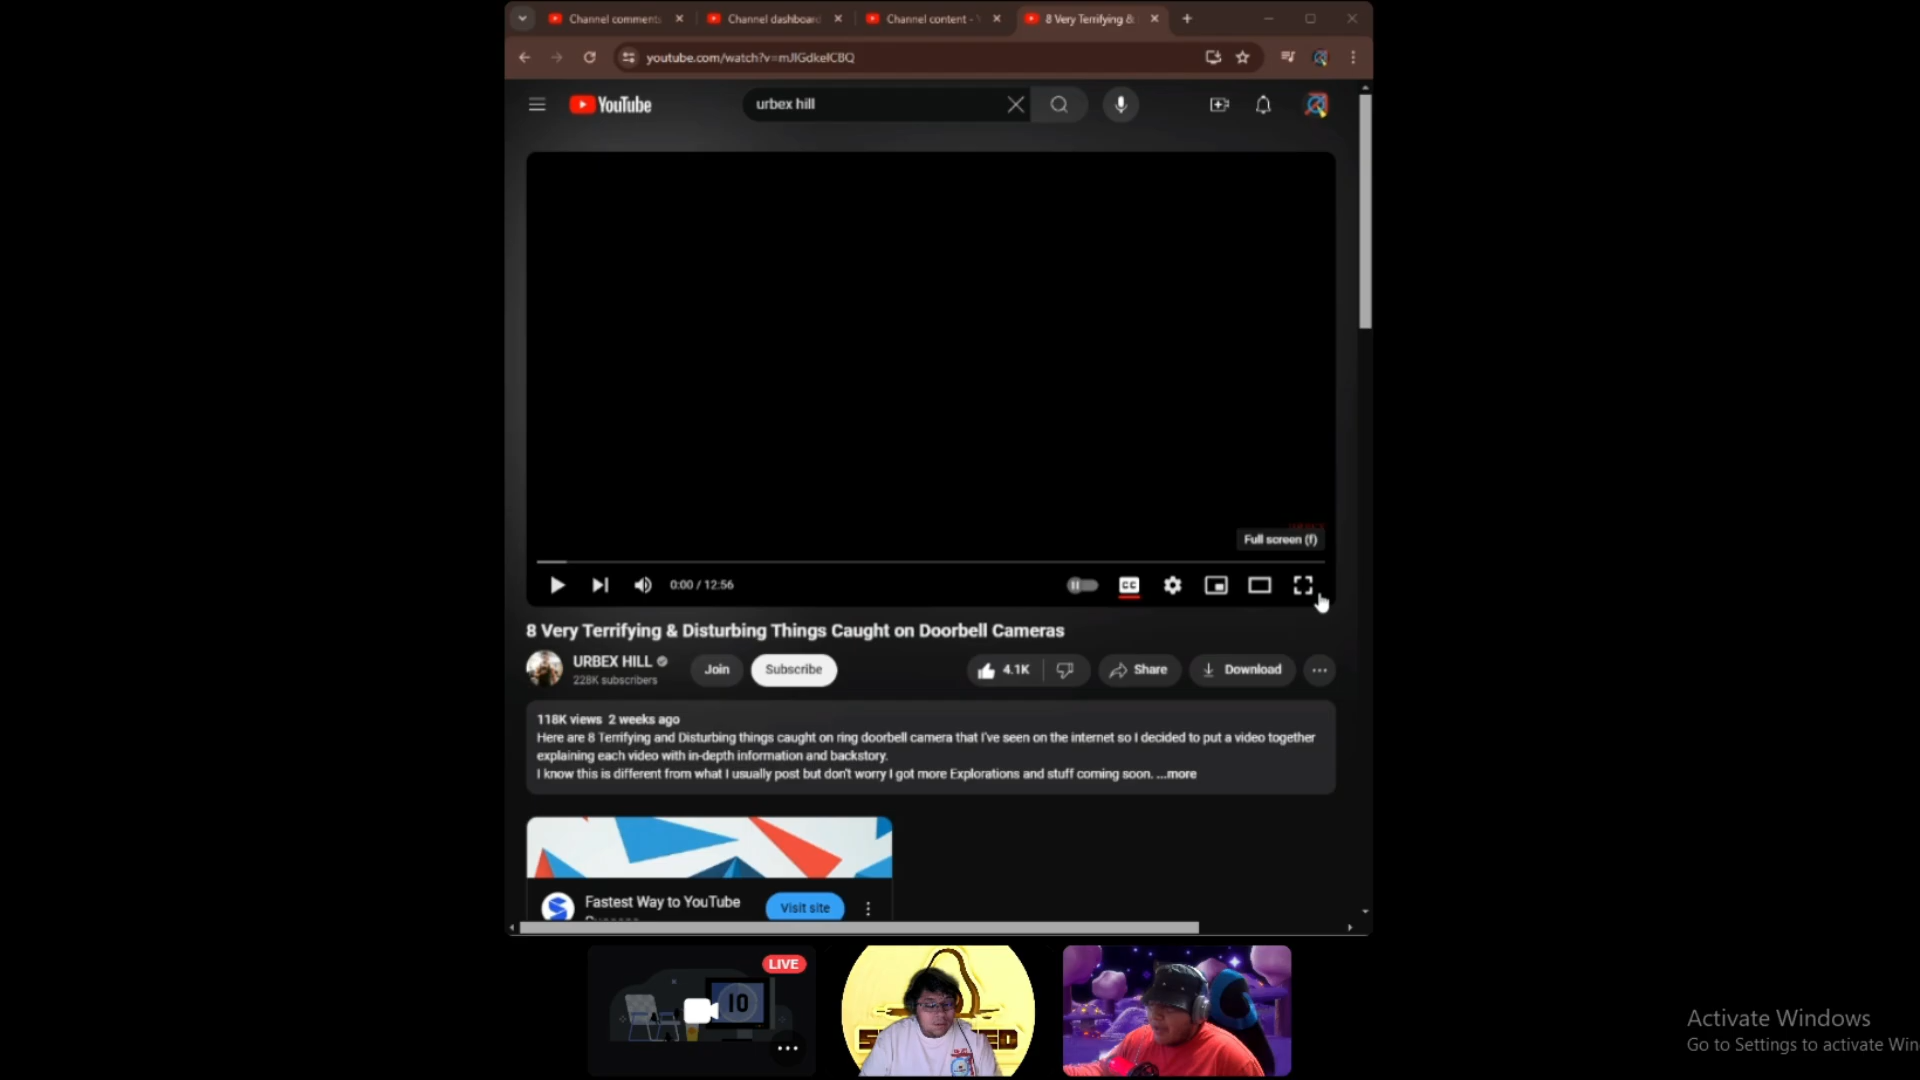 Channel comments
Channel dashboard
Channel content -
8 Very Terrifying &
youtube.com/watch?v=mJlGdkelCBQ
YouTube
urbex hill
Full screen (f)
0:00 / 12:56
CC
8 Very Terrifying & Disturbing Things Caught on Doorbell Cameras
URBEX HILL
228K subscribers
Join
Subscribe
4.1K
Share
Download
118K views 2 weeks ago
Here are 8 Terrifying and Disturbing things caught on ring doorbell camera that I've seen on the internet so I decided to put a video together
explaining each video with in-depth information and backstory.
I know this is different from what I usually post but don't worry I got more Explorations and stuff coming soon. ...more
Fastest Way to YouTube
Visit site
LIVE
10
Activate Windows
Go to Settings to activate Win